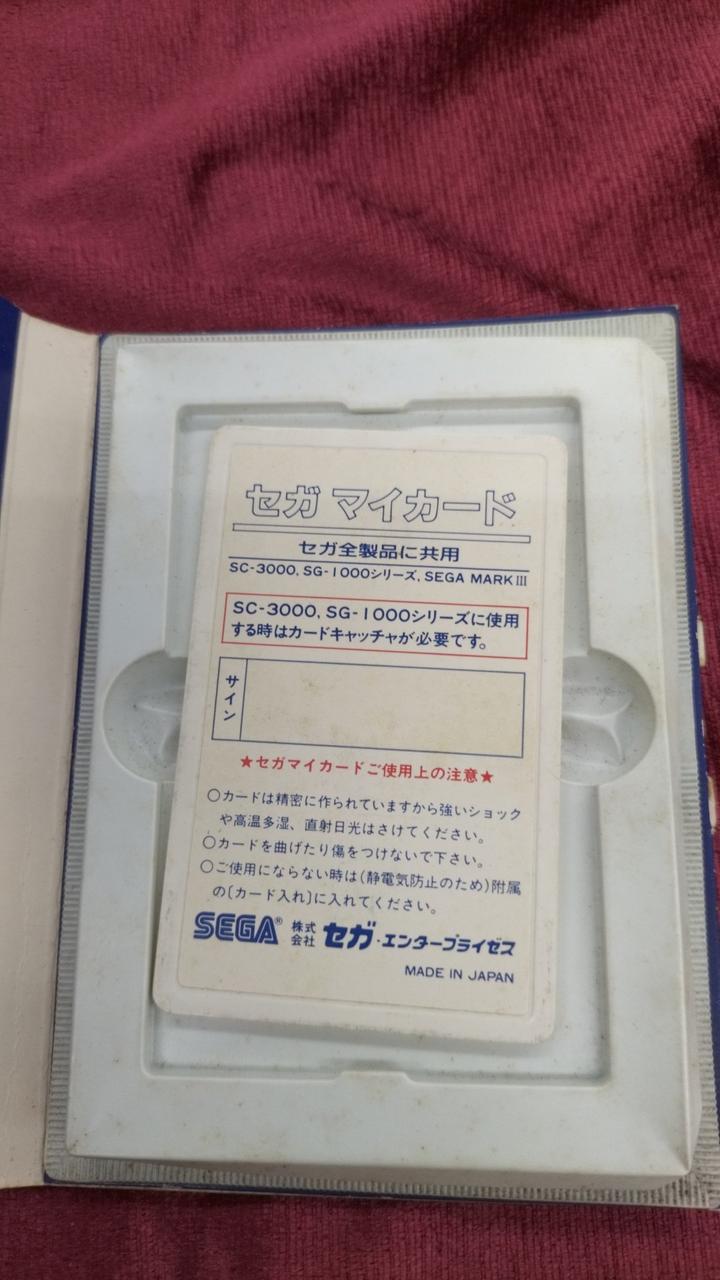 セガ マイカード
セガ全製品に共用
SC-3000, SG-1000シリーズ, SEGA MARK III
SC-3000, SG-1000シリーズに使用
する時はカードキャッチャが必要です。
サイン
★セガマイカードご使用上の注意★
○カードは精密に作られていますから強いショック
や高温多湿、直射日光はさけてください。
○カードを曲げたり傷をつけないで下さい。
○ご使用にならない時は(静電気防止のため)附属
の〔カード入れ〕に入れてください。
SEGA® 株式会社 セガ・エンタープライゼス
MADE IN JAPAN